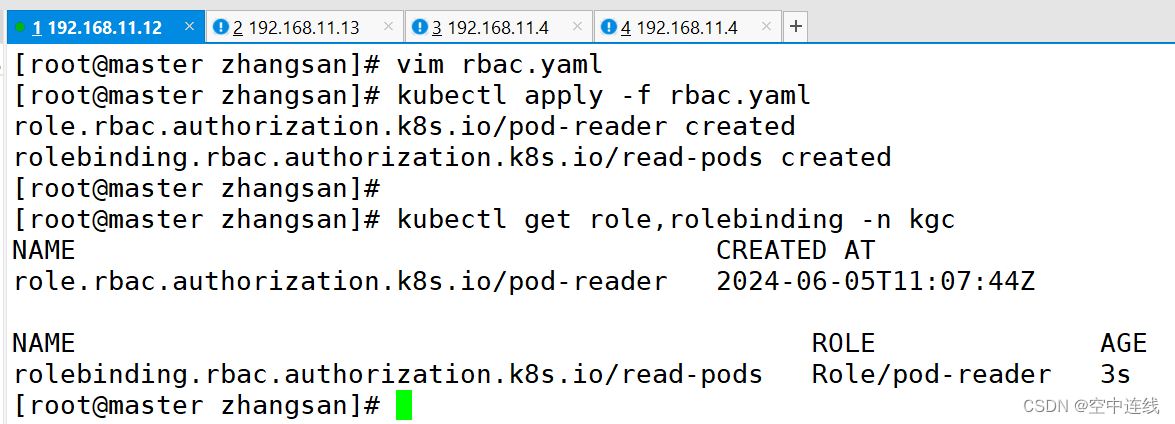 1 192.168.11.12 × 2 192.168.11.13 × 3 192.168.11.4 × 4 192.168.11.4 × +
[root@master zhangsan]# vim rbac.yaml
[root@master zhangsan]# kubectl apply -f rbac.yaml
role.rbac.authorization.k8s.io/pod-reader created
rolebinding.rbac.authorization.k8s.io/read-pods created
[root@master zhangsan]#
[root@master zhangsan]# kubectl get role,rolebinding -n kgc
NAME CREATED AT
role.rbac.authorization.k8s.io/pod-reader 2024-06-05T11:07:44Z
NAME ROLE AGE
rolebinding.rbac.authorization.k8s.io/read-pods Role/pod-reader 3s
[root@master zhangsan]#
CSDN @空中连线